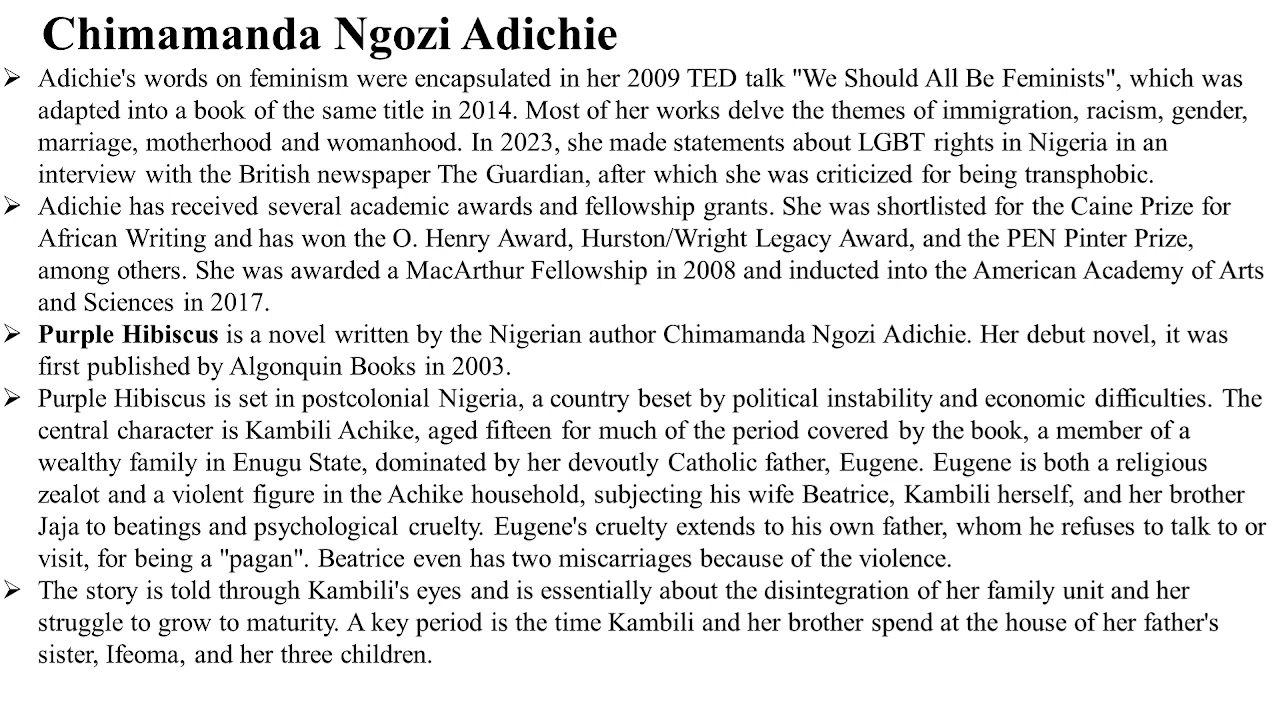 Chimamanda Ngozi Adichie
➢ Adichie's words on feminism were encapsulated in her 2009 TED talk "We Should All Be Feminists", which was
adapted into a book of the same title in 2014. Most of her works delve the themes of immigration, racism, gender,
marriage, motherhood and womanhood. In 2023, she made statements about LGBT rights in Nigeria in an
interview with the British newspaper The Guardian, after which she was criticized for being transphobic.
➢ Adichie has received several academic awards and fellowship grants. She was shortlisted for the Caine Prize for
African Writing and has won the O. Henry Award, Hurston/Wright Legacy Award, and the PEN Pinter Prize,
among others. She was awarded a MacArthur Fellowship in 2008 and inducted into the American Academy of Arts
and Sciences in 2017.
➢ Purple Hibiscus is a novel written by the Nigerian author Chimamanda Ngozi Adichie. Her debut novel, it was
first published by Algonquin Books in 2003.
➢ Purple Hibiscus is set in postcolonial Nigeria, a country beset by political instability and economic difficulties. The
central character is Kambili Achike, aged fifteen for much of the period covered by the book, a member of a
wealthy family in Enugu State, dominated by her devoutly Catholic father, Eugene. Eugene is both a religious
zealot and a violent figure in the Achike household, subjecting his wife Beatrice, Kambili herself, and her brother
Jaja to beatings and psychological cruelty. Eugene's cruelty extends to his own father, whom he refuses to talk to or
visit, for being a "pagan". Beatrice even has two miscarriages because of the violence.
➢ The story is told through Kambili's eyes and is essentially about the disintegration of her family unit and her
struggle to grow to maturity. A key period is the time Kambili and her brother spend at the house of her father's
sister, Ifeoma, and her three children.